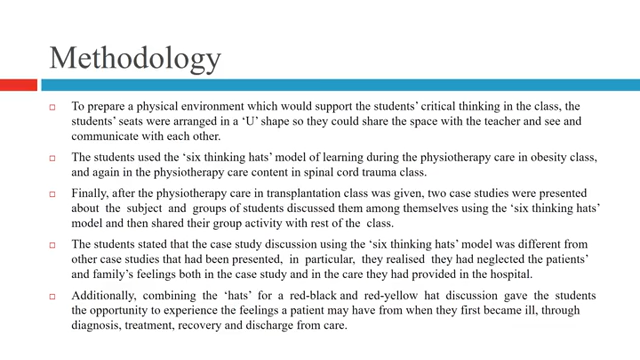 Methodology
To prepare a physical environment which would support the students' critical thinking in the class, the
students' seats were arranged in a 'U' shape so they could share the space with the teacher and see and
communicate with each other.
The students used the 'six thinking hats' model of learning during the physiotherapy care in obesity class,
and again in the physiotherapy care content in spinal cord trauma class.
Finally, after the physiotherapy care in transplantation class was given, two case studies were presented
about the subject and groups of students discussed them among themselves using the 'six thinking hats'
model and then shared their group activity with rest of the class.
The students stated that the case study discussion using the 'six thinking hats' model was different from
other case studies that had been presented, in particular, they realised they had neglected the patients'
and family's feelings both in the case study and in the care they had provided in the hospital.
Additionally, combining the 'hats' for a red-black and red-yellow hat discussion gave the students
the opportunity to experience the feelings a patient may have from when they first became ill, through
diagnosis, treatment, recovery and discharge from care.